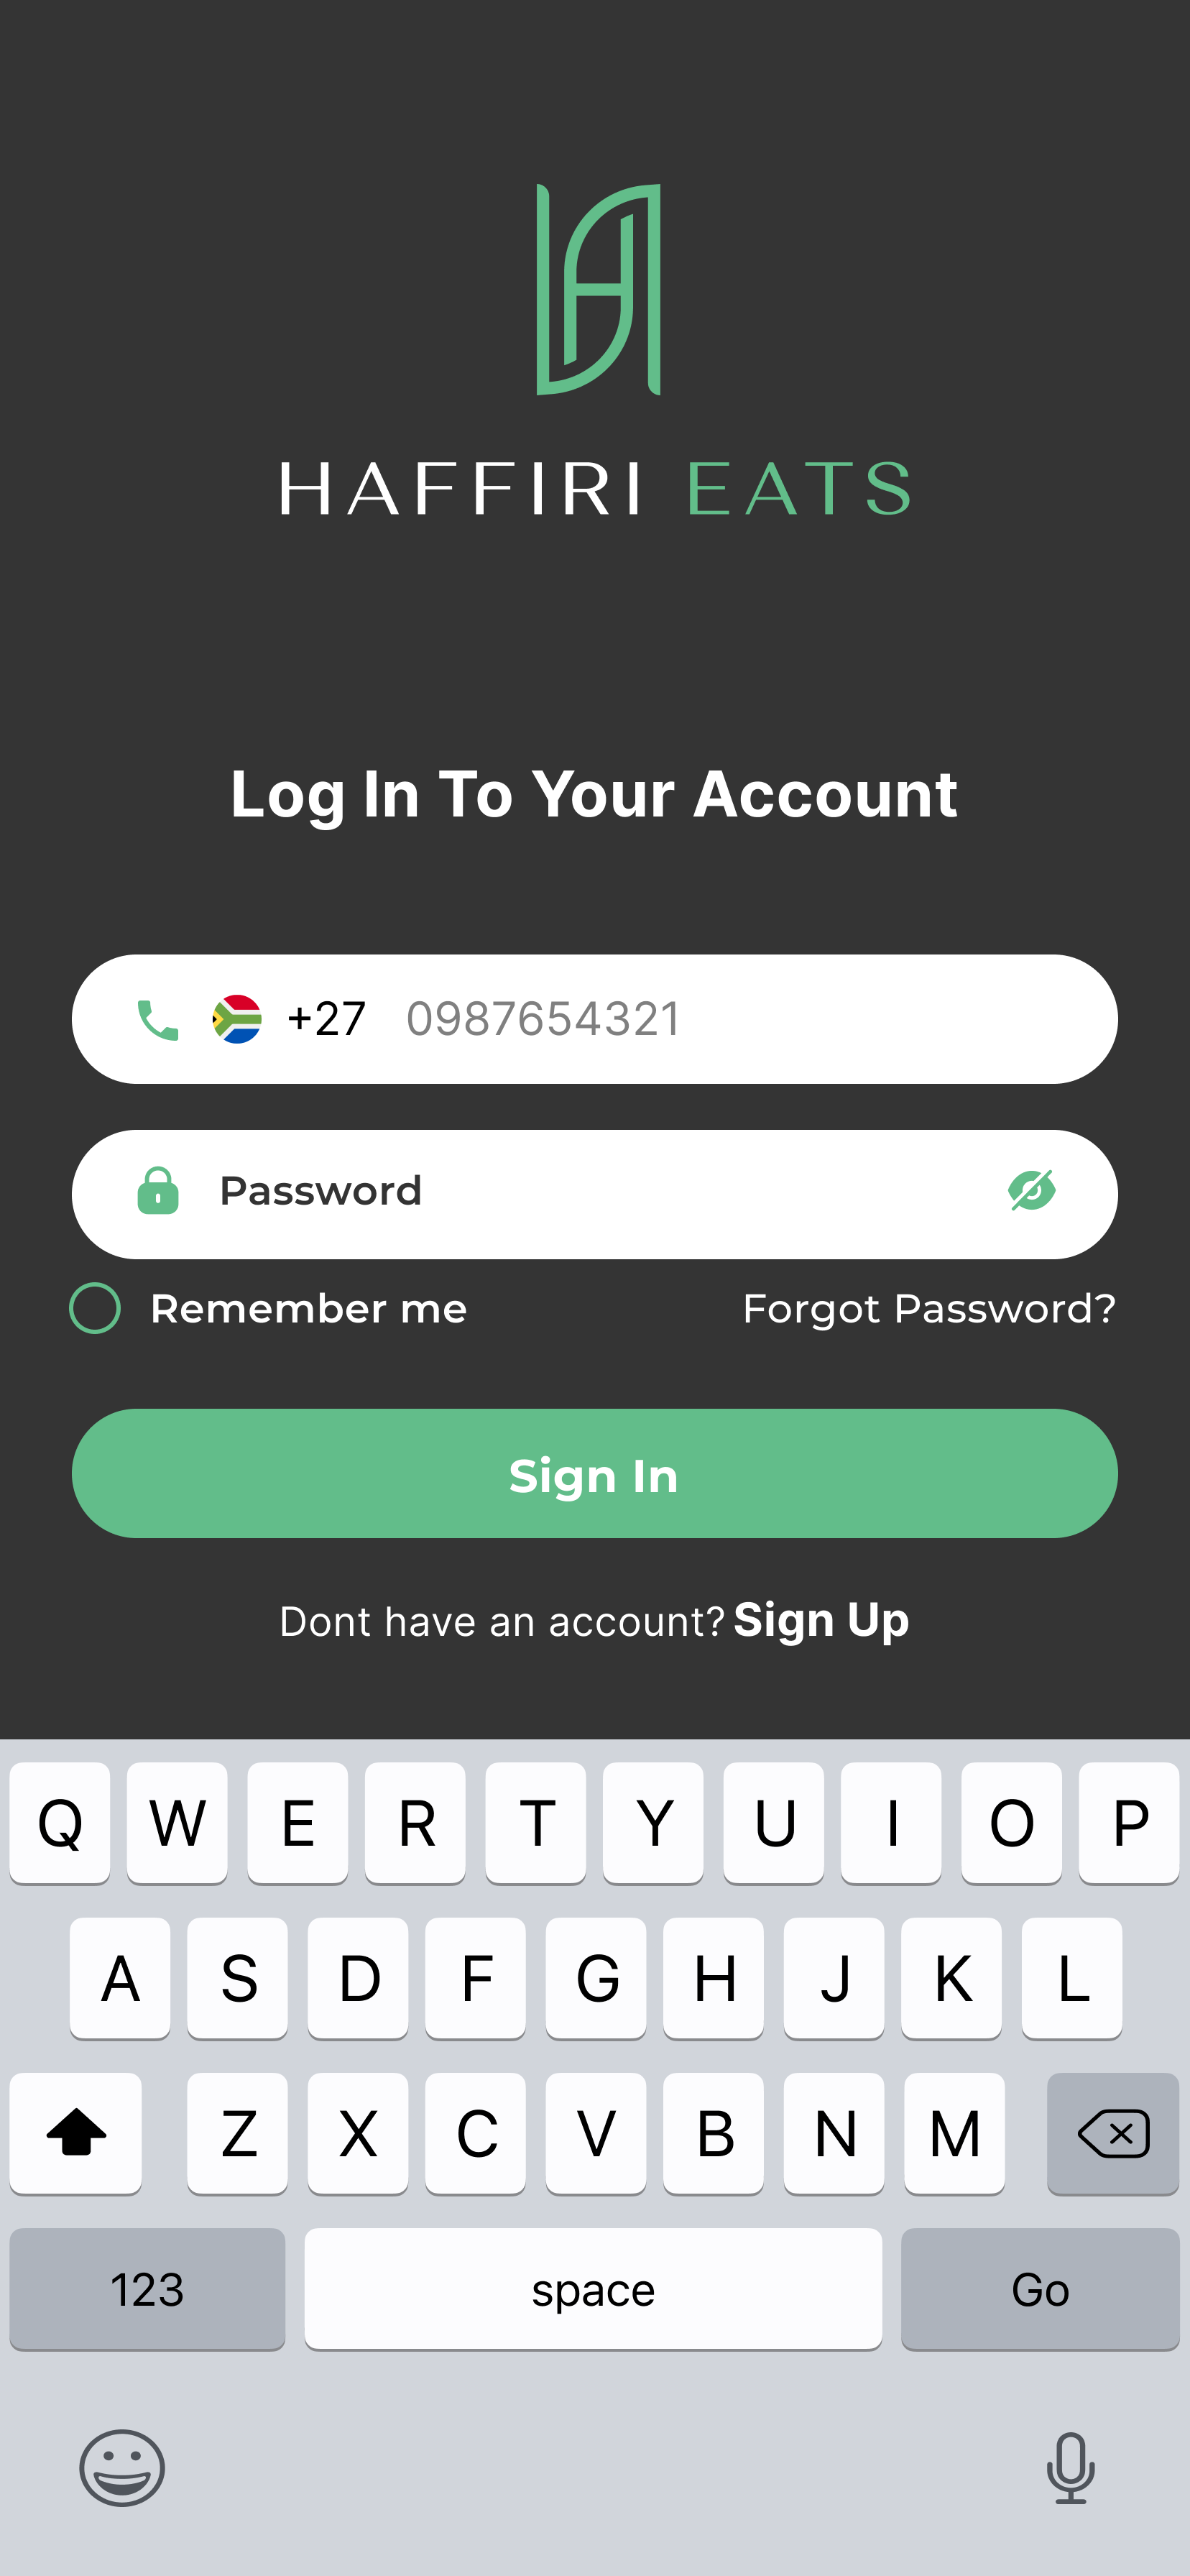 HAFFIRI EATS
Log In To Your Account
+27 0987654321
Password
Remember me Forgot Password?
Sign In
Dont have an account? Sign Up
Q W E R T Y U I O P
A S D F G H J K L
Z X C V B N M
123 space Go